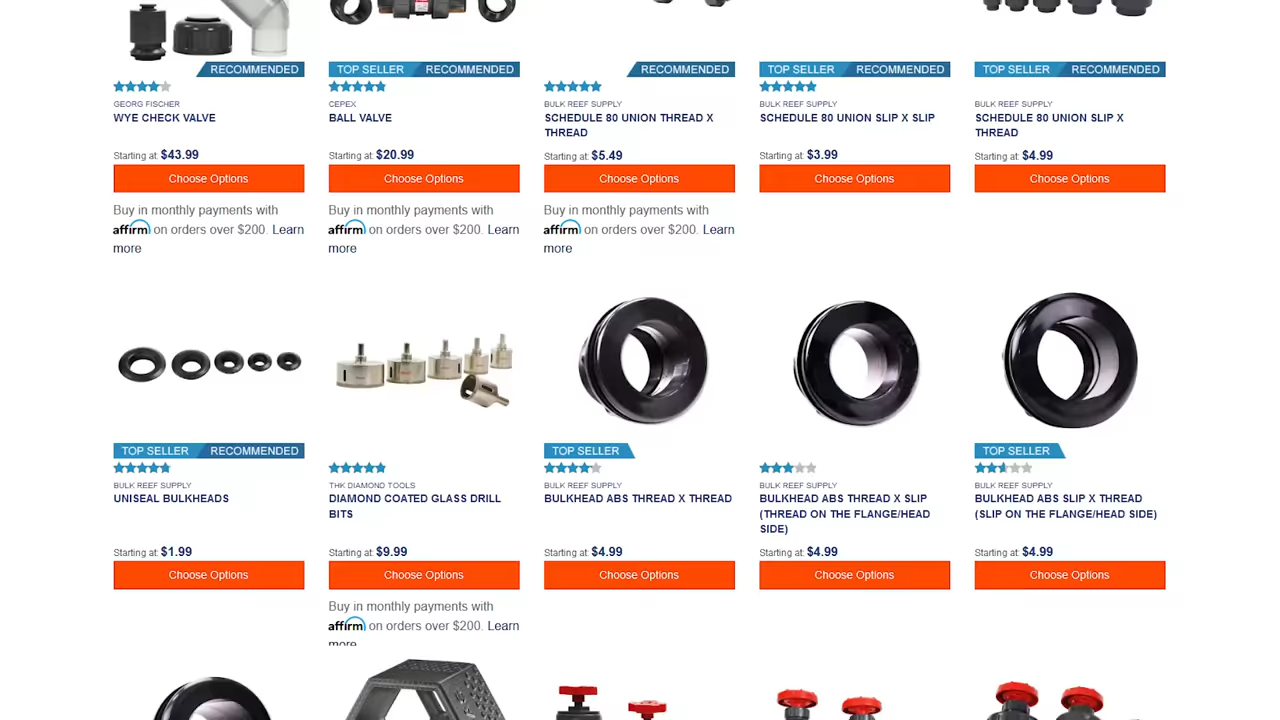 RECOMMENDED
TOP SELLER RECOMMENDED
RECOMMENDED
TOP SELLER RECOMMENDED
TOP SELLER RECOMMENDED
GEORG FISCHER
WYE CHECK VALVE
Starting at: $43.99
Choose Options
Buy in monthly payments with
affirm on orders over $200. Learn
more
CEPEX
BALL VALVE
Starting at: $20.99
Choose Options
Buy in monthly payments with
affirm on orders over $200. Learn
more
BULK REEF SUPPLY
SCHEDULE 80 UNION THREAD X
THREAD
Starting at: $5.49
Choose Options
Buy in monthly payments with
affirm on orders over $200. Learn
more
BULK REEF SUPPLY
SCHEDULE 80 UNION SLIP X SLIP
Starting at: $3.99
Choose Options
BULK REEF SUPPLY
SCHEDULE 80 UNION SLIP X
THREAD
Starting at: $4.99
Choose Options
TOP SELLER RECOMMENDED
BULK REEF SUPPLY
UNISEAL BULKHEADS
Starting at: $1.99
Choose Options
THK DIAMOND TOOLS
DIAMOND COATED GLASS DRILL
BITS
Starting at: $9.99
Choose Options
Buy in monthly payments with
affirm on orders over $200. Learn
more
TOP SELLER
BULK REEF SUPPLY
BULKHEAD ABS THREAD X THREAD
Starting at: $4.99
Choose Options
BULK REEF SUPPLY
BULKHEAD ABS THREAD X SLIP
(THREAD ON THE FLANGE/HEAD
SIDE)
Starting at: $4.99
Choose Options
TOP SELLER
BULK REEF SUPPLY
BULKHEAD ABS SLIP X THREAD
(SLIP ON THE FLANGE/HEAD SIDE)
Starting at: $4.99
Choose Options